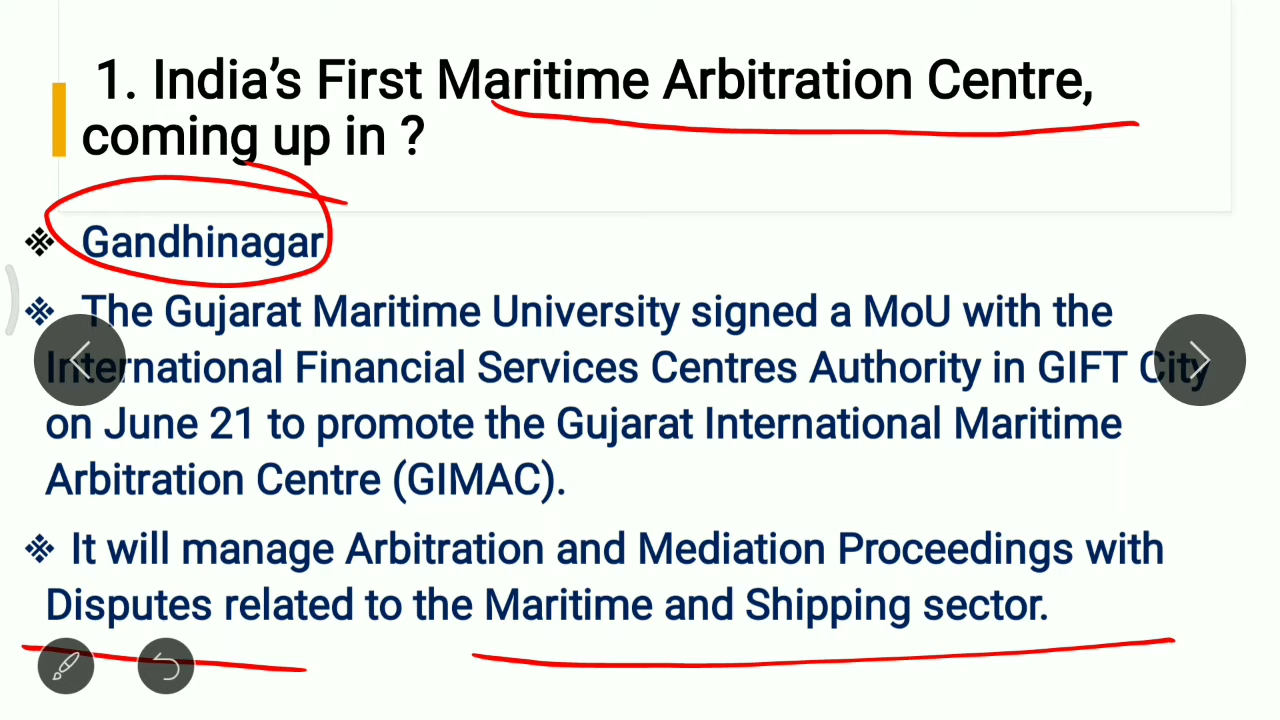 1. India’s First Maritime Arbitration Centre,
coming up in ?
Gandhinagar
The Gujarat Maritime University signed a MoU with the
International Financial Services Centres Authority in GIFT City
on June 21 to promote the Gujarat International Maritime
Arbitration Centre (GIMAC).
It will manage Arbitration and Mediation Proceedings with
Disputes related to the Maritime and Shipping sector.